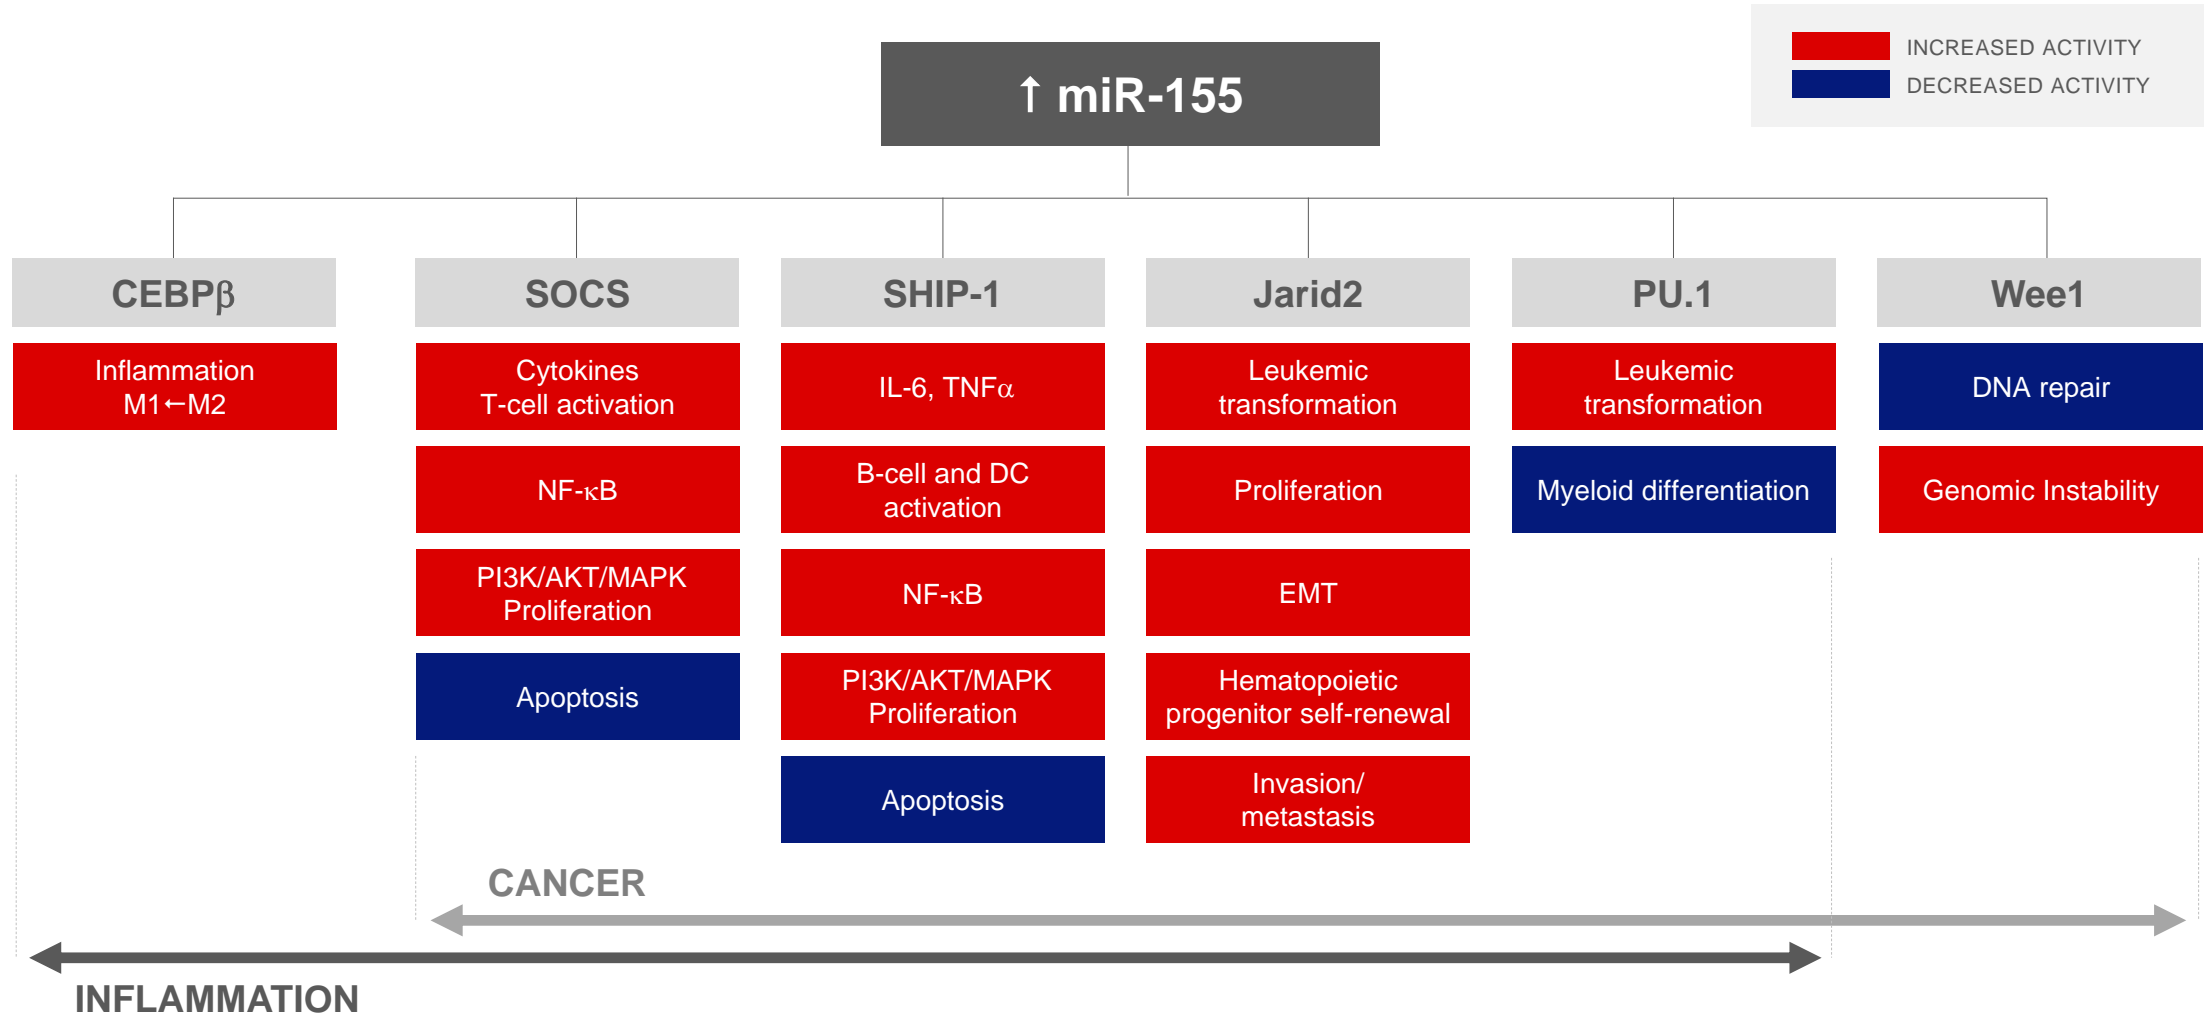 ↑ miR-155
INCREASED ACTIVITY
DECREASED ACTIVITY
CEBPβ
SOCS
SHIP-1
Jarid2
PU.1
Wee1
Inflammation
M1←M2
Cytokines
T-cell activation
NF-κB
PI3K/AKT/MAPK
Proliferation
Apoptosis
IL-6, TNFα
B-cell and DC
activation
NF-κB
PI3K/AKT/MAPK
Proliferation
Apoptosis
Leukemic
transformation
Proliferation
EMT
Hematopoietic
progenitor self-renewal
Invasion/
metastasis
Leukemic
transformation
Myeloid differentiation
DNA repair
Genomic Instability
CANCER
INFLAMMATION